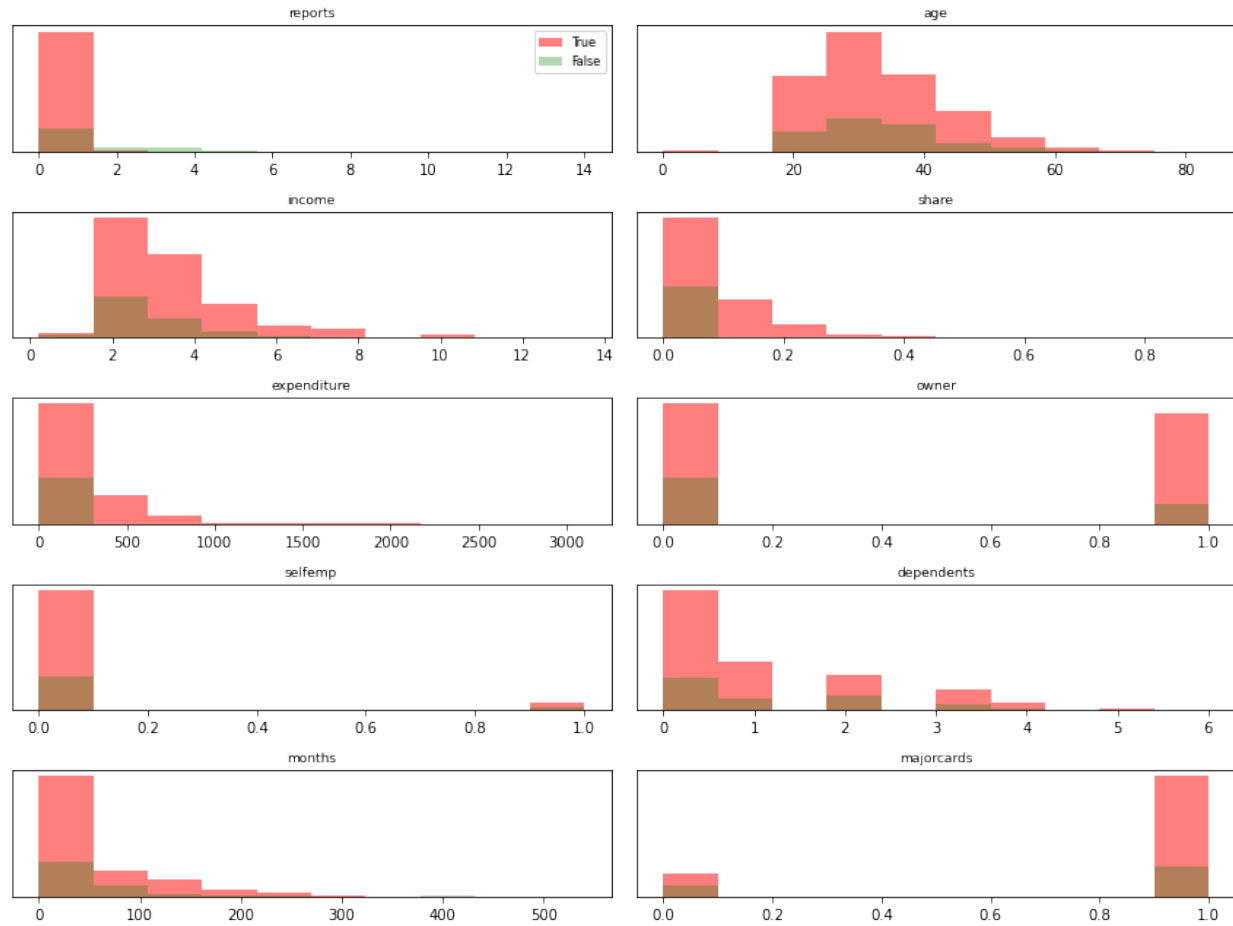 reports
True
False
0 2 4 6 8 10 12 14
age
0 20 40 60 80
income
0 2 4 6 8 10 12 14
share
0.0 0.2 0.4 0.6 0.8
expenditure
0 500 1000 1500 2000 2500 3000
owner
0.0 0.2 0.4 0.6 0.8 1.0
selfemp
0.0 0.2 0.4 0.6 0.8 1.0
dependents
0 1 2 3 4 5 6
months
0 100 200 300 400 500
majorcards
0.0 0.2 0.4 0.6 0.8 1.0